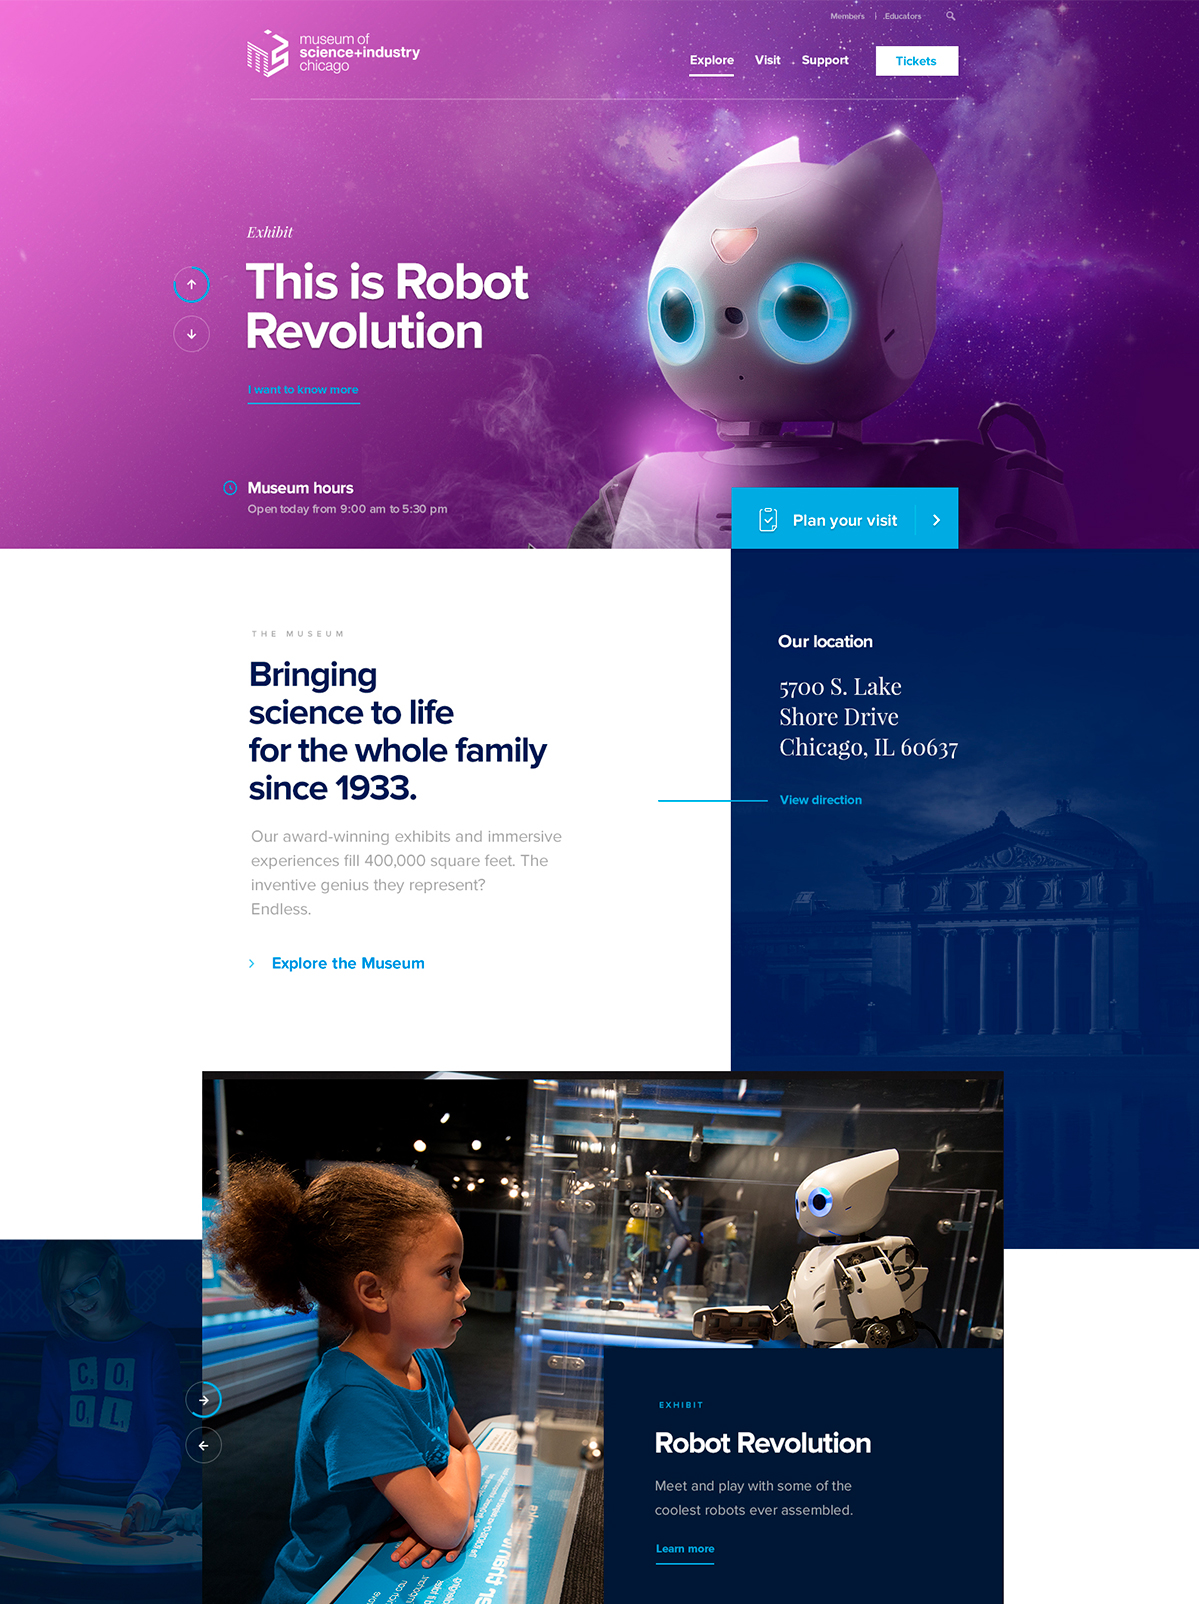 Members | Educators
museum of
science+industry
chicago
Explore Visit Support Tickets
Exhibit
This is Robot
Revolution
I want to know more
Museum hours
Open today from 9:00 am to 5:30 pm
Plan your visit
THE MUSEUM
Bringing
science to life
for the whole family
since 1933.
Our award-winning exhibits and immersive
experiences fill 400,000 square feet. The
inventive genius they represent?
Endless.
Explore the Museum
Our location
5700 S. Lake
Shore Drive
Chicago, IL 60637
View direction
C O
O L
EXHIBIT
Robot Revolution
Meet and play with some of the
coolest robots ever assembled.
Learn more